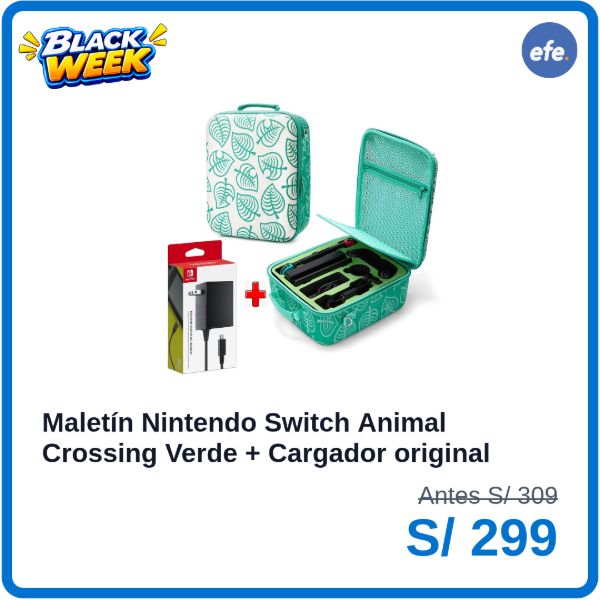 BLACK
WEEK
efe.
Maletín Nintendo Switch Animal
Crossing Verde + Cargador original
Antes S/ 309
S/ 299